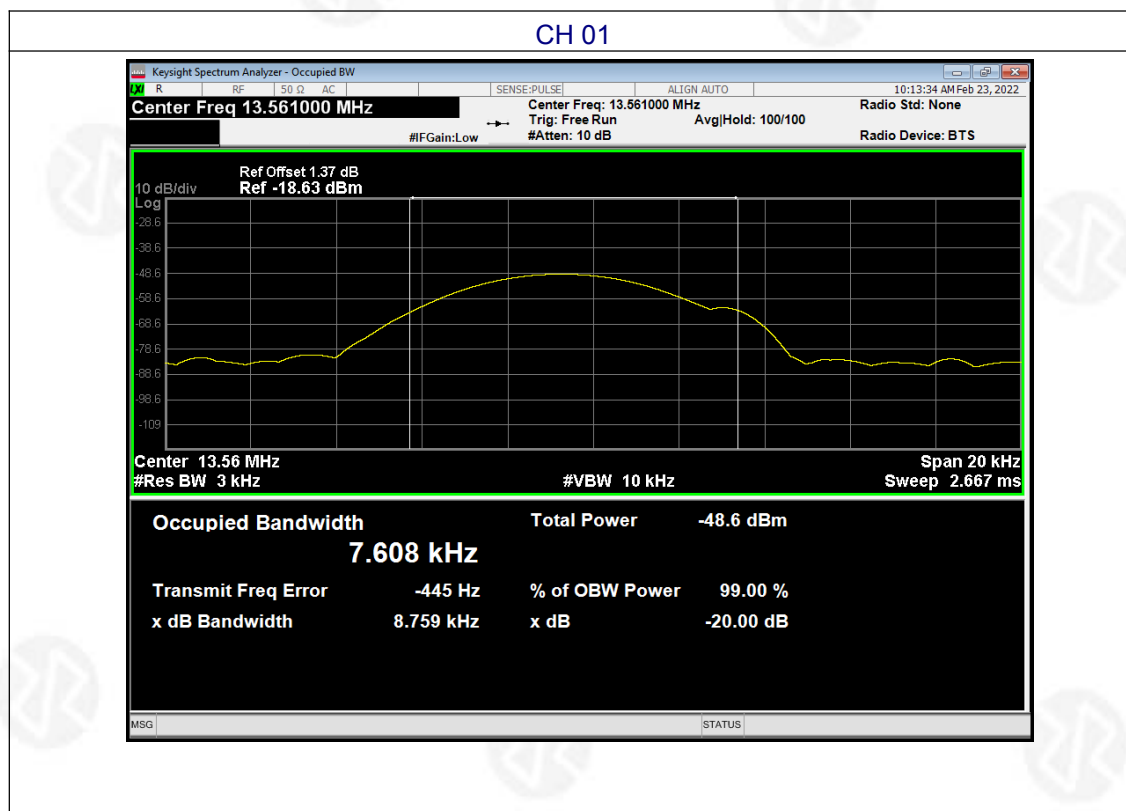 CH 01
Keysight Spectrum Analyzer - Occupied BW
LXI R RF 50 Ω AC SENSE:PULSE ALIGN AUTO 10:13:34 AM Feb 23, 2022
Center Freq 13.561000 MHz Center Freq: 13.561000 MHz Radio Std: None
Trig: Free Run Avg|Hold: 100/100
#IFGain:Low #Atten: 10 dB Radio Device: BTS
Ref Offset 1.37 dB
10 dB/div Ref -18.63 dBm
Log
-28.6
-38.6
-48.6
-58.6
-68.6
-78.6
-88.6
-98.6
-109
Center 13.56 MHz Span 20 kHz
#Res BW 3 kHz #VBW 10 kHz Sweep 2.667 ms
Occupied Bandwidth Total Power -48.6 dBm
7.608 kHz
Transmit Freq Error -445 Hz % of OBW Power 99.00 %
x dB Bandwidth 8.759 kHz x dB -20.00 dB
MSG STATUS